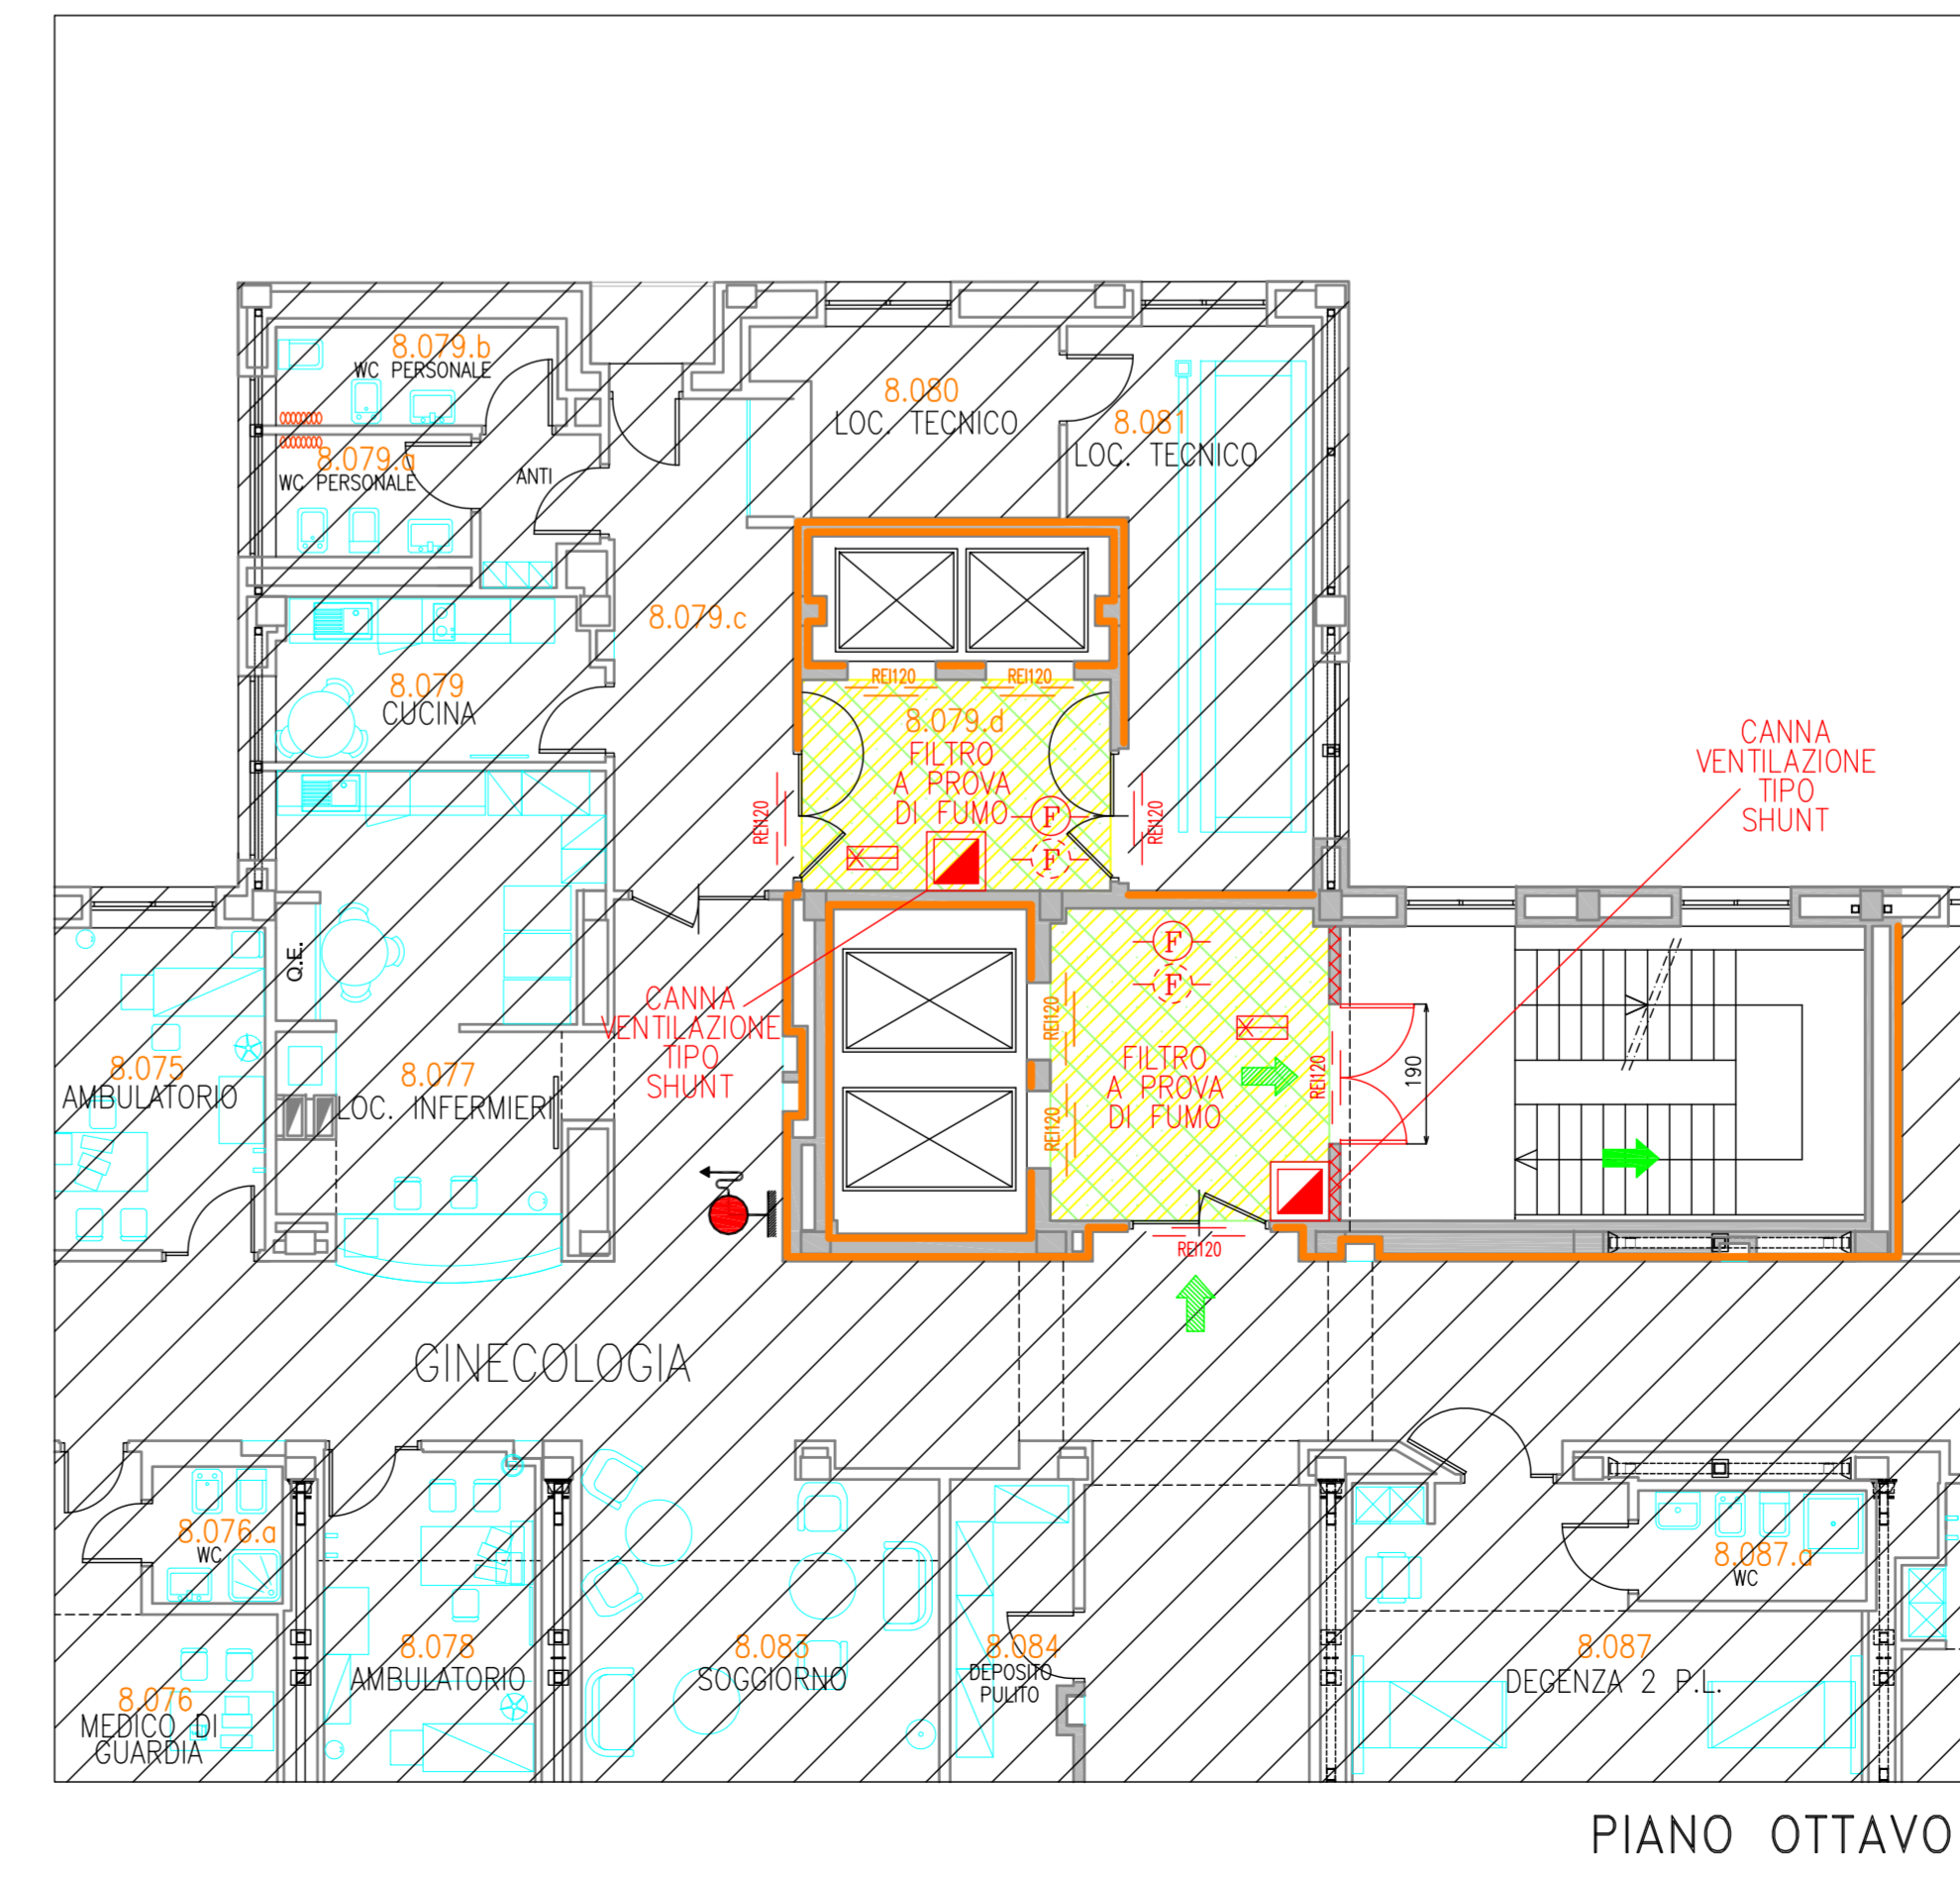 8.079.b
WC PERSONALE
8.079.a
WC PERSONALE
ANTI
8.080
LOC. TECNICO
8.081
LOC. TECNICO
8.079.c
8.079
CUCINA
REI120
REI120
8.079.d
FILTRO
A PROVA
DI FUMO
F
F
REI120
REI120
CANNA
VENTILAZIONE
TIPO
SHUNT
Q.E.
8.075
AMBULATORIO
8.077
LOC. INFERMIERI
CANNA
VENTILAZIONE
TIPO
SHUNT
F
F
REI120
REI120
FILTRO
A PROVA
DI FUMO
REI120
190
REI120
GINECOLOGIA
8.076.a
WC
8.076
MEDICO DI
GUARDIA
8.078
AMBULATORIO
8.083
SOGGIORNO
8.084
DEPOSITO
PULITO
8.087.a
WC
8.087
DEGENZA 2 P.L.
PIANO OTTAVO